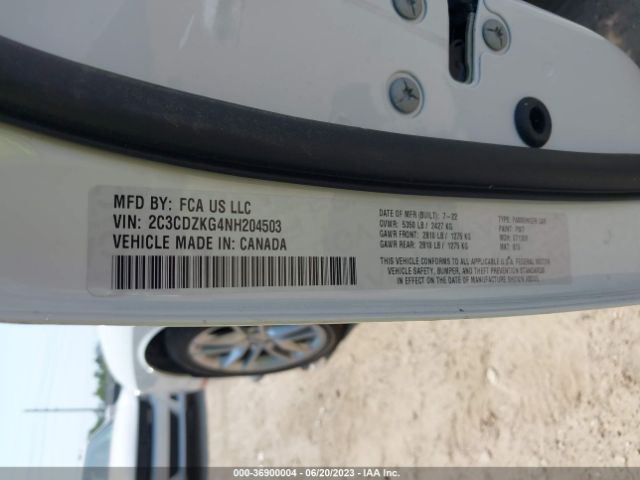 MFD BY: FCA US LLC
VIN: 2C3CDZKG4NH204503
VEHICLE MADE IN: CANADA
DATE OF MFR (BUILT): 7-22
GVWR: 5350 LB / 2427 KG
GAWR FRONT: 2810 LB / 1275 KG
GAWR REAR: 2810 LB / 1275 KG
THIS VEHICLE CONFORMS TO ALL APPLICABLE U.S.A. FEDERAL MOTOR
VEHICLE SAFETY, BUMPER, AND THEFT PREVENTION STANDARDS
IN EFFECT ON THE DATE OF MANUFACTURE SHOWN ABOVE.
TYPE: PASSENGER CAR
PAINT: PW7
MDH:
000-36900004 / 06/20/2023 - IAA Inc.